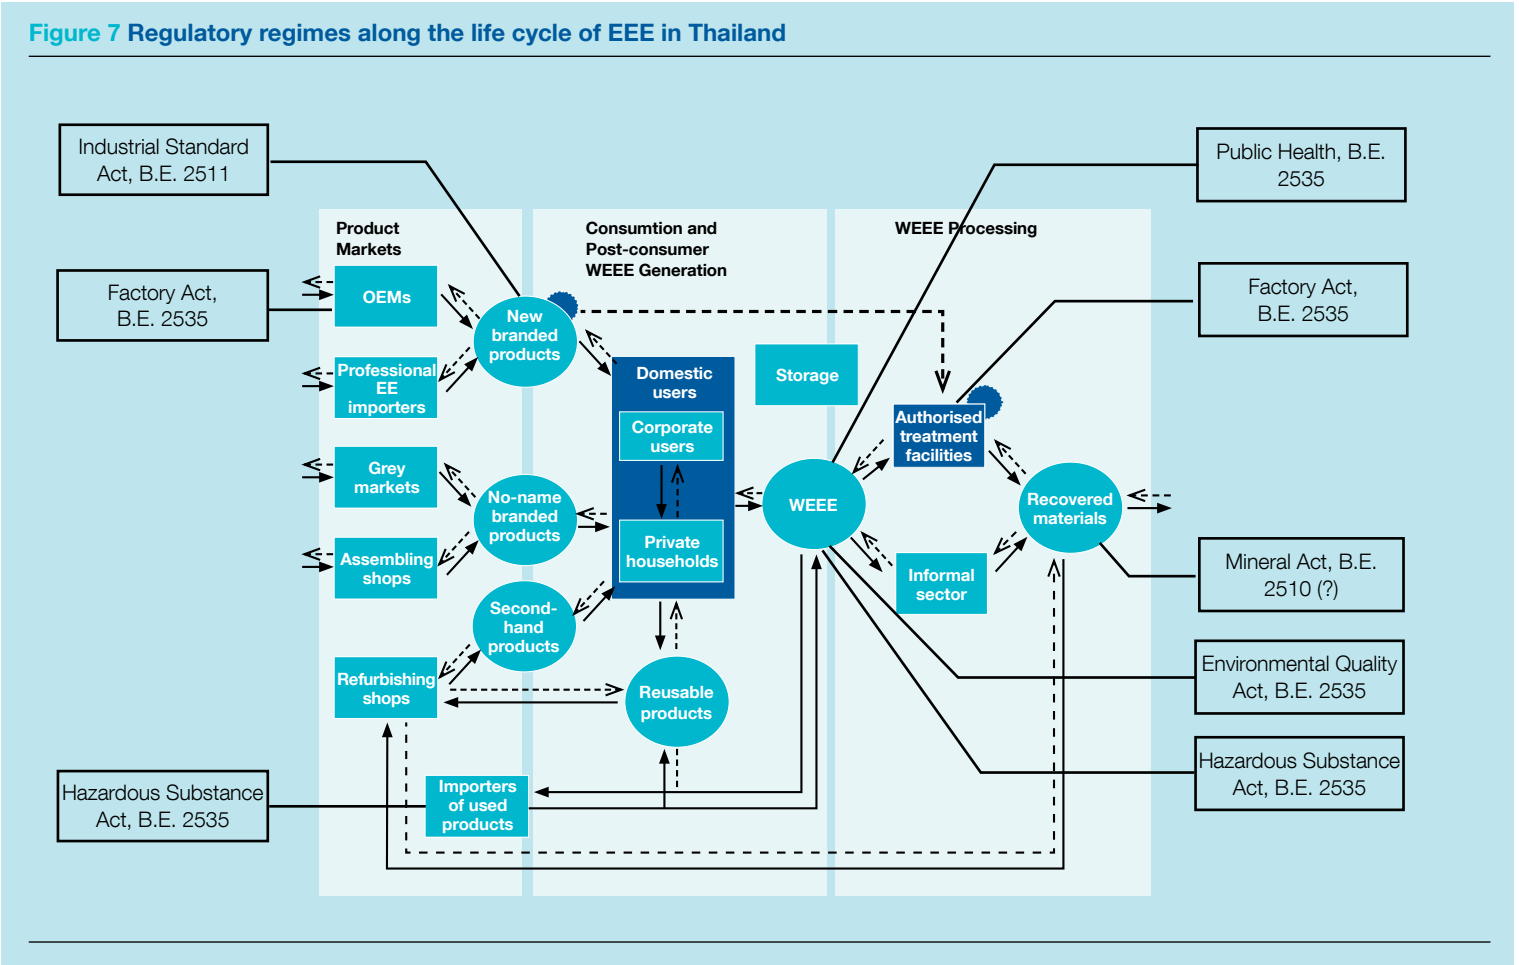 Figure 7 Regulatory regimes along the life cycle of EEE in Thailand
Industrial Standard
Act, B.E. 2511
Factory Act,
B.E. 2535
Hazardous Substance
Act, B.E. 2535
Product
Markets
OEMs
Professional
EE
importers
Grey
markets
Assembling
shops
Refurbishing
shops
Importers
of used
products
New
branded
products
No-name
branded
products
Second-
hand
products
Consumtion and
Post-consumer
WEEE Generation
Domestic
users
Corporate
users
Private
households
Reusable
products
Storage
WEEE
WEEE Processing
Authorised
treatment
facilities
Informal
sector
Recovered
materials
Public Health, B.E.
2535
Factory Act,
B.E. 2535
Mineral Act, B.E.
2510 (?)
Environmental Quality
Act, B.E. 2535
Hazardous Substance
Act, B.E. 2535